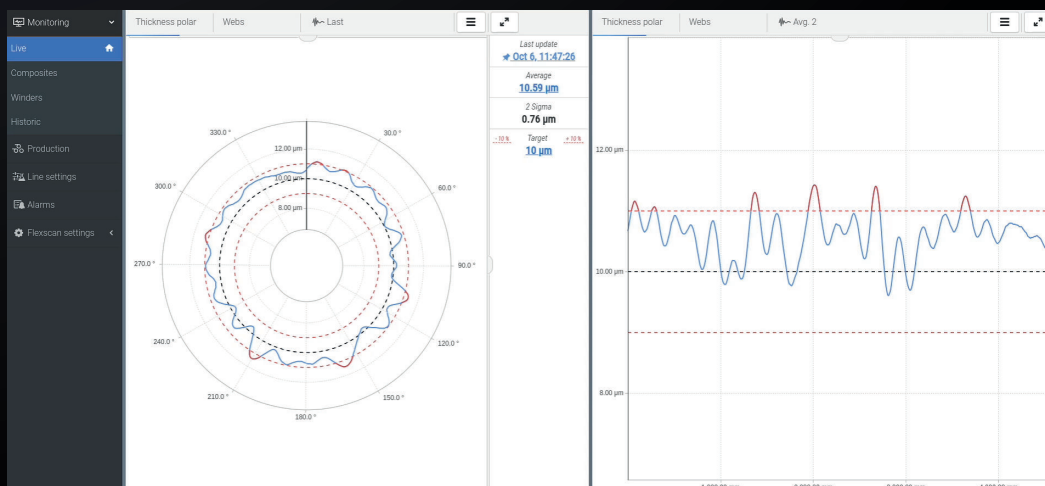 Monitoring
Live
Composites
Winders
Historic
Production
Line settings
Alarms
Flexscan settings
Thickness polar
Webs
Last
330.0 °
30.0 °
300.0 °
60.0 °
270.0 °
90.0 °
240.0 °
120.0 °
210.0 °
150.0 °
180.0 °
12.00 µm
10.00 µm
8.00 µm
Last update
Oct 6, 11:47:26
Average
10.59 µm
2 Sigma
0.76 µm
- 10 % Target + 10 %
10 µm
Thickness polar
Webs
Avg. 2
12.00 µm
10.00 µm
8.00 µm